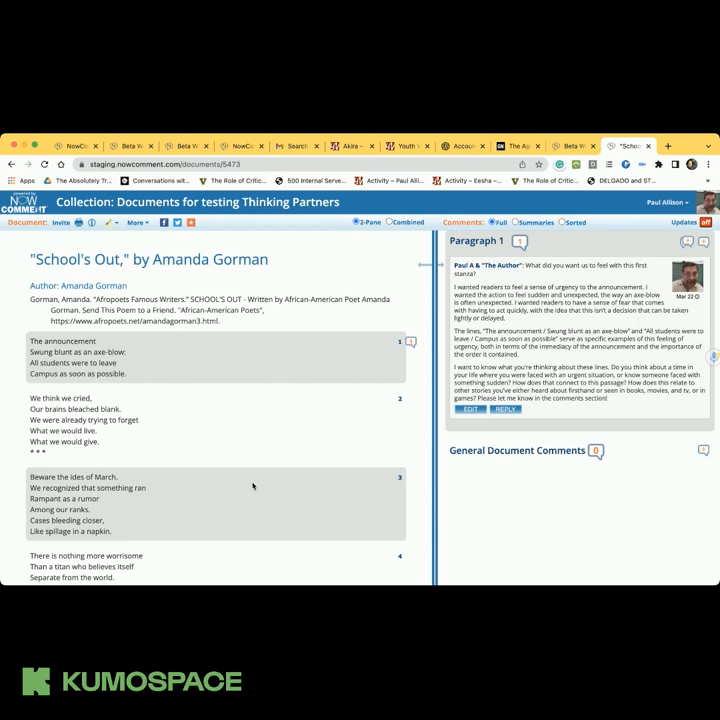 NowCo
Beta W
Beta W
NowCo
Search
Akira –
Youth V
Accoun
The Ag
Beta W
"Schoo
staging.nowcomment.com/documents/5473
Apps
The Absolutely Tr...
Conversations wit...
The Role of Critic...
500 Internal Serve...
Activity – Paul Alli...
Activity – Eesha –...
The Role of Critic...
DELGADO and ST...
powered by
NOW COMMENT
Collection: Documents for testing Thinking Partners
Paul Allison
Document:
Invite
More
2-Pane
Combined
Comments:
Full
Summaries
Sorted
Updates
off
"School's Out," by Amanda Gorman
Author: Amanda Gorman
Gorman, Amanda. "Afropoets Famous Writers." SCHOOL'S OUT - Written by African-American Poet Amanda
Gorman. Send This Poem to a Friend. "African-American Poets",
https://www.afropoets.net/amandagorman3.html.
The announcement
1
1
Swung blunt as an axe-blow:
All students were to leave
Campus as soon as possible.
We think we cried,
2
Our brains bleached blank.
We were already trying to forget
What we would live.
What we would give.
* * *
Beware the ides of March.
3
We recognized that something ran
Rampant as a rumor
Among our ranks.
Cases bleeding closer,
Like spillage in a napkin.
There is nothing more worrisome
4
Than a titan who believes itself
Separate from the world.
Paragraph 1
1
Paul A & "The Author": What did you want us to feel with this first
stanza?
Mar 22
I wanted readers to feel a sense of urgency to the announcement. I
wanted the action to feel sudden and unexpected, the way an axe-blow
is often unexpected. I wanted readers to have a sense of fear that comes
with having to act quickly, with the idea that this isn't a decision that can be taken
lightly or delayed.
The lines, "The announcement / Swung blunt as an axe-blow" and "All students were to
leave / Campus as soon as possible" serve as specific examples of this feeling of
urgency, both in terms of the immediacy of the announcement and the importance of
the order it contained.
I want to know what you're thinking about these lines. Do you think about a time in
your life where you were faced with an urgent situation, or know someone faced with
something sudden? How does that connect to this passage? How does this relate to
other stories you've either heard about firsthand or seen in books, movies, and tv, or in
games? Please let me know in the comments section!
EDIT
REPLY
General Document Comments
0
KUMOSPACE